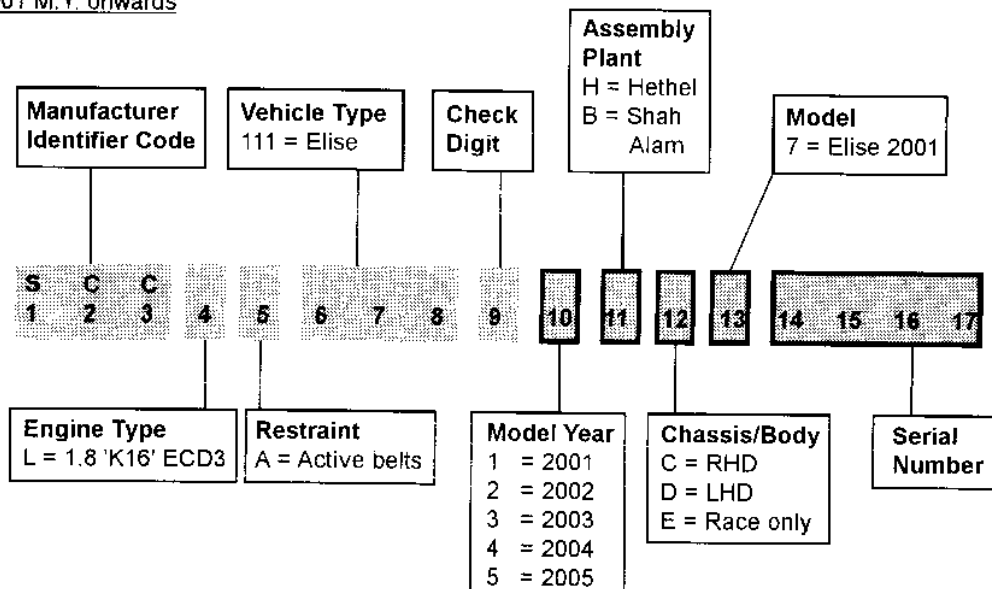 01 M.Y. onwards
Assembly
Plant
H = Hethel
B = Shah
Alam
Manufacturer
Identifier Code
Vehicle Type
111 = Elise
Check
Digit
Model
7 = Elise 2001
S C C
1 2 3 4 5 6 7 8 9 10 11 12 13 14 15 16 17
Engine Type
L = 1.8 'K16' ECD3
Restraint
A = Active belts
Model Year
1 = 2001
2 = 2002
3 = 2003
4 = 2004
5 = 2005
Chassis/Body
C = RHD
D = LHD
E = Race only
Serial
Number